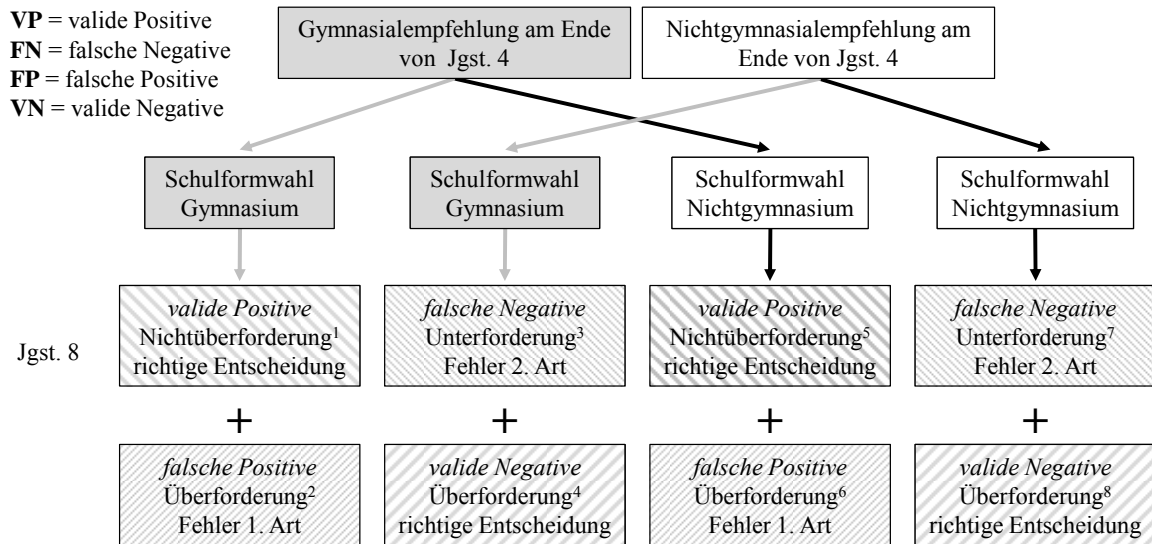 VP = valide Positive
FN = falsche Negative
FP = falsche Positive
VN = valide Negative
Gymnasialempfehlung am Ende
von Jgst. 4
Nichtgymnasialempfehlung am
Ende von Jgst. 4
Schulformwahl
Gymnasium
Schulformwahl
Gymnasium
Schulformwahl
Nichtgymnasium
Schulformwahl
Nichtgymnasium
Jgst. 8
valide Positive
Nichtüberforderung¹
richtige Entscheidung
falsche Negative
Unterforderung³
Fehler 2. Art
valide Positive
Nichtüberforderung⁵
richtige Entscheidung
falsche Negative
Unterforderung⁷
Fehler 2. Art
+
+
+
+
falsche Positive
Überforderung²
Fehler 1. Art
valide Negative
Überforderung⁴
richtige Entscheidung
falsche Positive
Überforderung⁶
Fehler 1. Art
valide Negative
Überforderung⁸
richtige Entscheidung